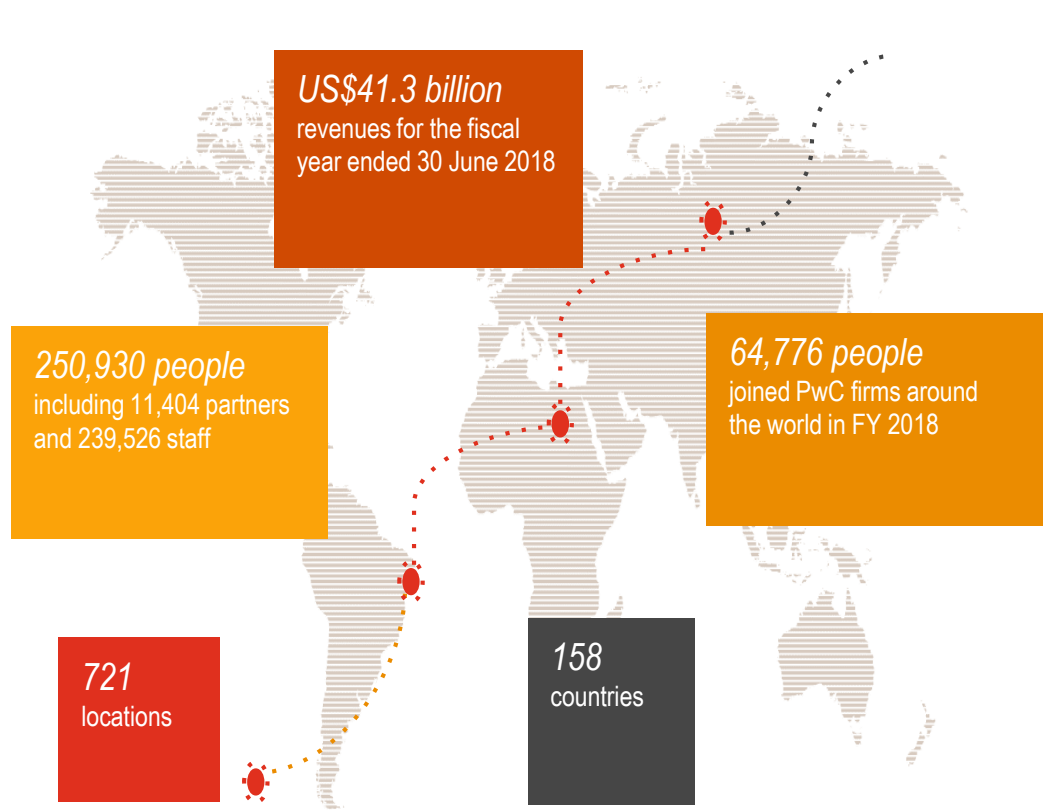 US$41.3 billion
revenues for the fiscal
year ended 30 June 2018
250,930 people
including 11,404 partners
and 239,526 staff
64,776 people
joined PwC firms around
the world in FY 2018
721
locations
158
countries